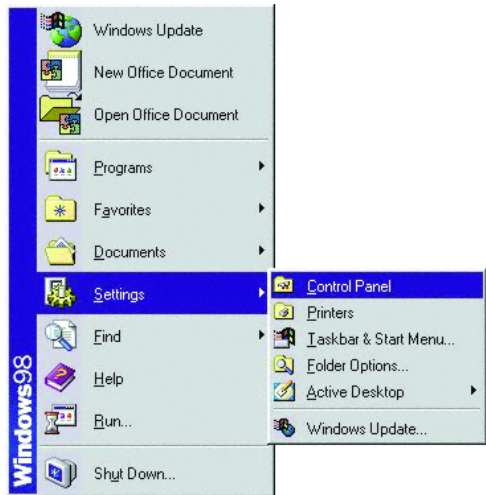 Windows Update
New Office Document
Open Office Document
Programs
Favorites
Documents
Settings
Find
Help
Run...
Shut Down...
Control Panel
Printers
Taskbar & Start Menu...
Folder Options...
Active Desktop
Windows Update...
Windows98